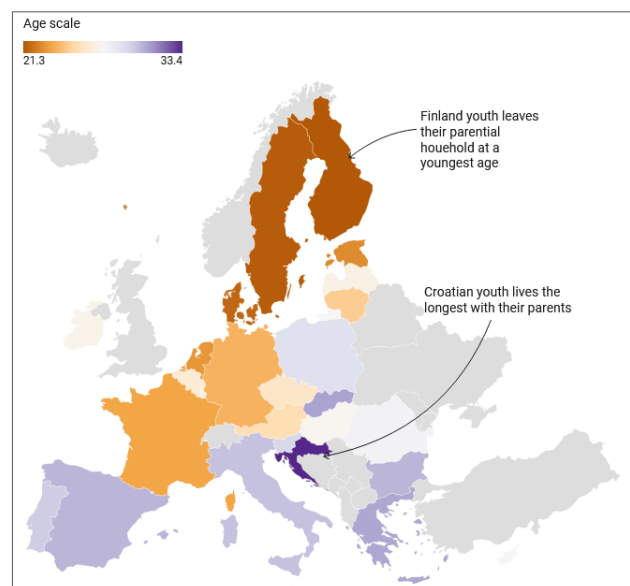 Age scale
21.3
33.4
Finland youth leaves
their parental
houehold at a
youngest age
Croatian youth lives the
longest with their parents